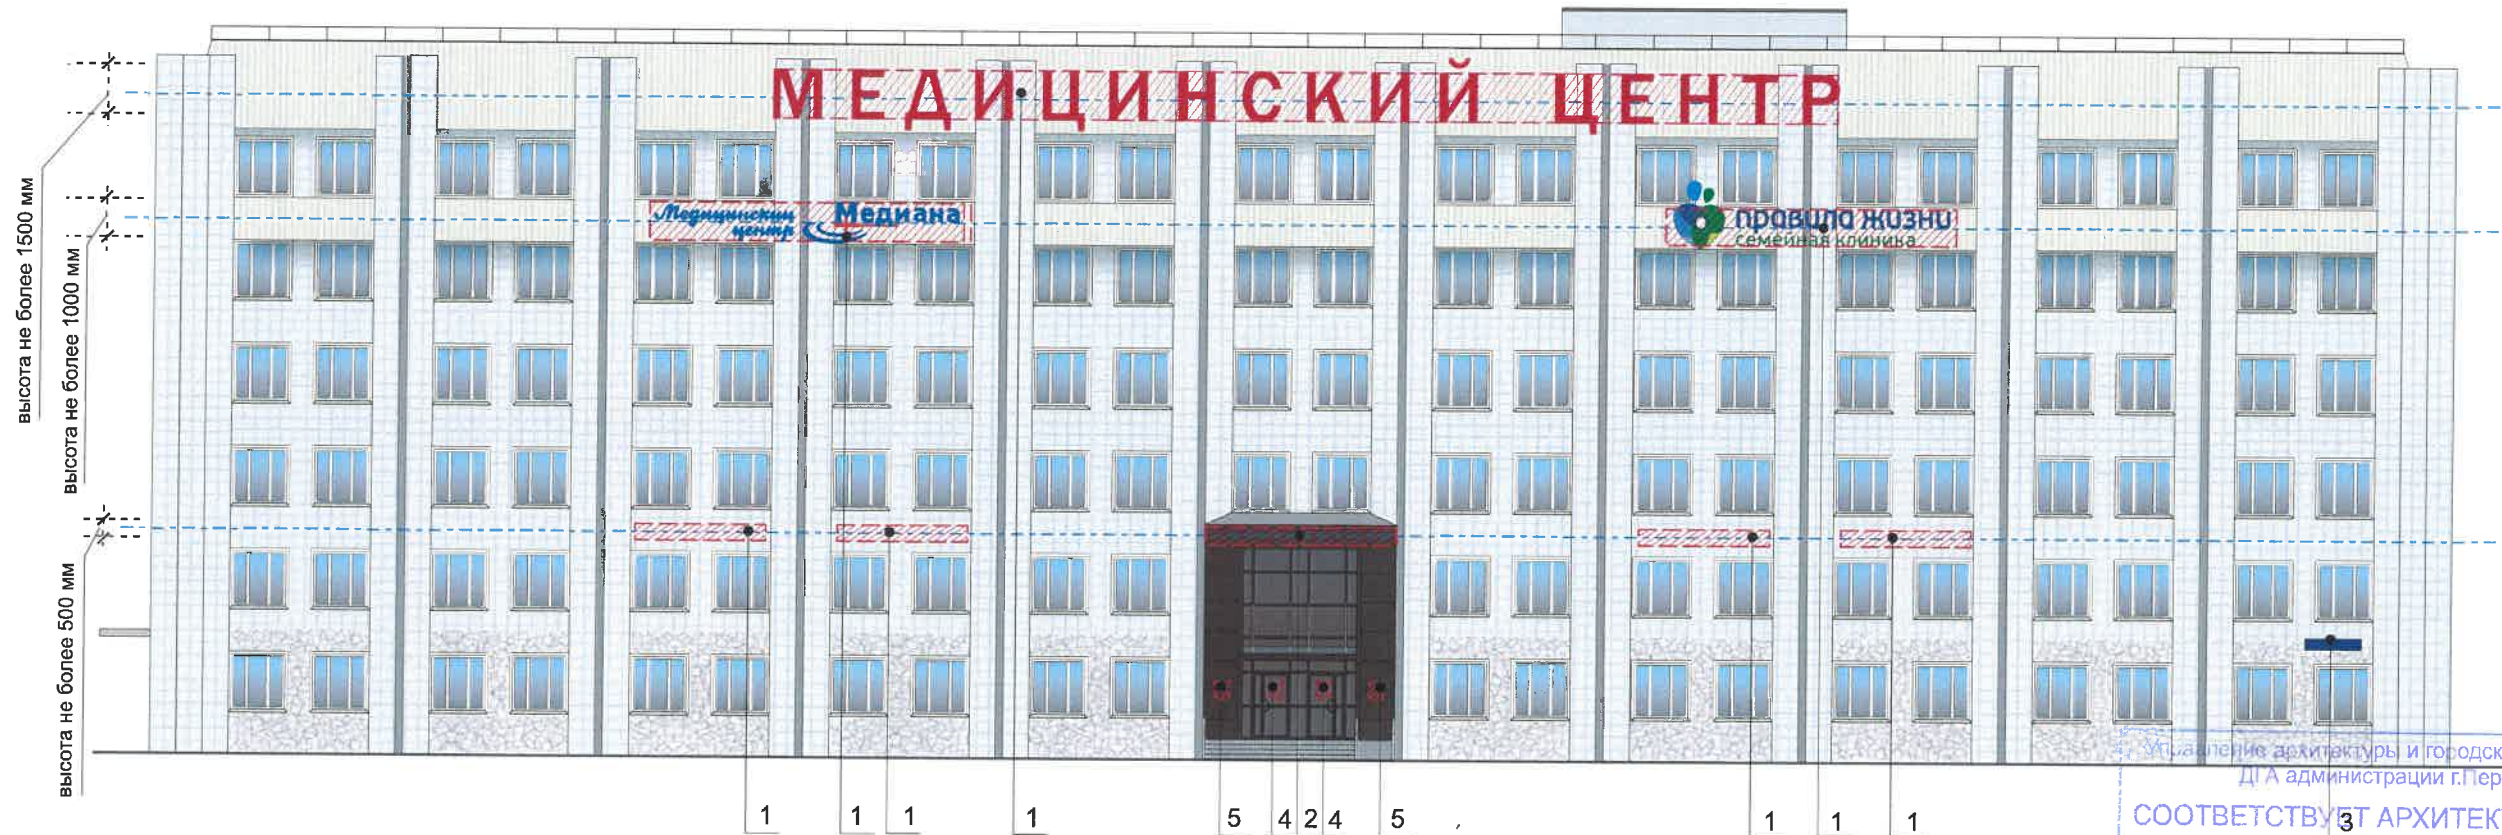 МЕДИЦИНСКИЙ ЦЕНТР
Медицинский
центр
Медиана
правила жизни
семейная клиника
высота не более 1500 мм
высота не более 1000 мм
высота не более 500 мм
1 1 1 1 5 4 2 4 5 1 1 1 3
Управление архитектуры и городск
ДГА администрации г.Пер
СООТВЕТСТВУЕТ АРХИТЕК